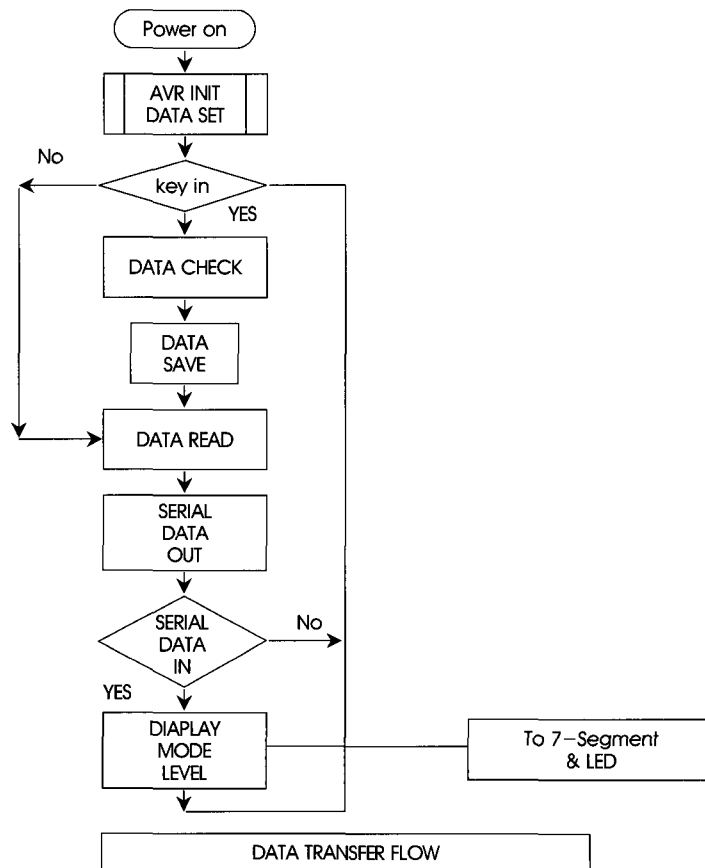 Power on
AVR INIT
DATA SET
No
key in
YES
DATA CHECK
DATA
SAVE
DATA READ
SERIAL
DATA
OUT
SERIAL
DATA
IN
No
YES
DIAPLAY
MODE
LEVEL
To 7-Segment
& LED
DATA TRANSFER FLOW